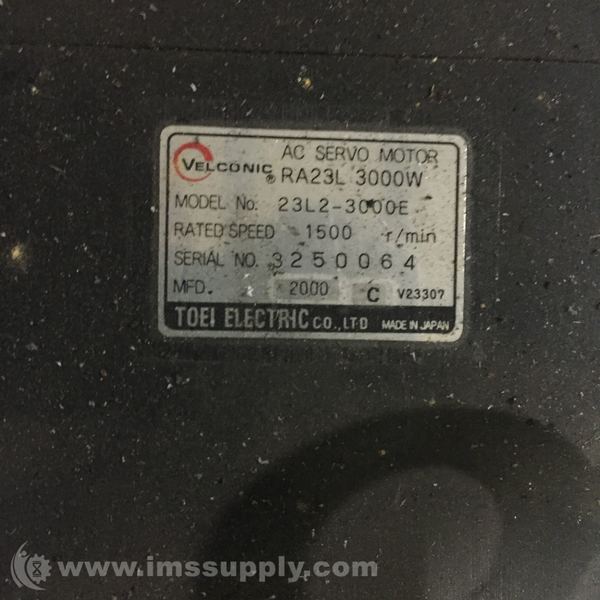 VELCONIC® AC SERVO MOTOR
RA23L 3000W
MODEL No. 23L2-3000E
RATED SPEED 1500 r/min
SERIAL NO. 3250064
MFD. 2000 C V23307
TOEI ELECTRIC CO., LTD MADE IN JAPAN
www.imssupply.com